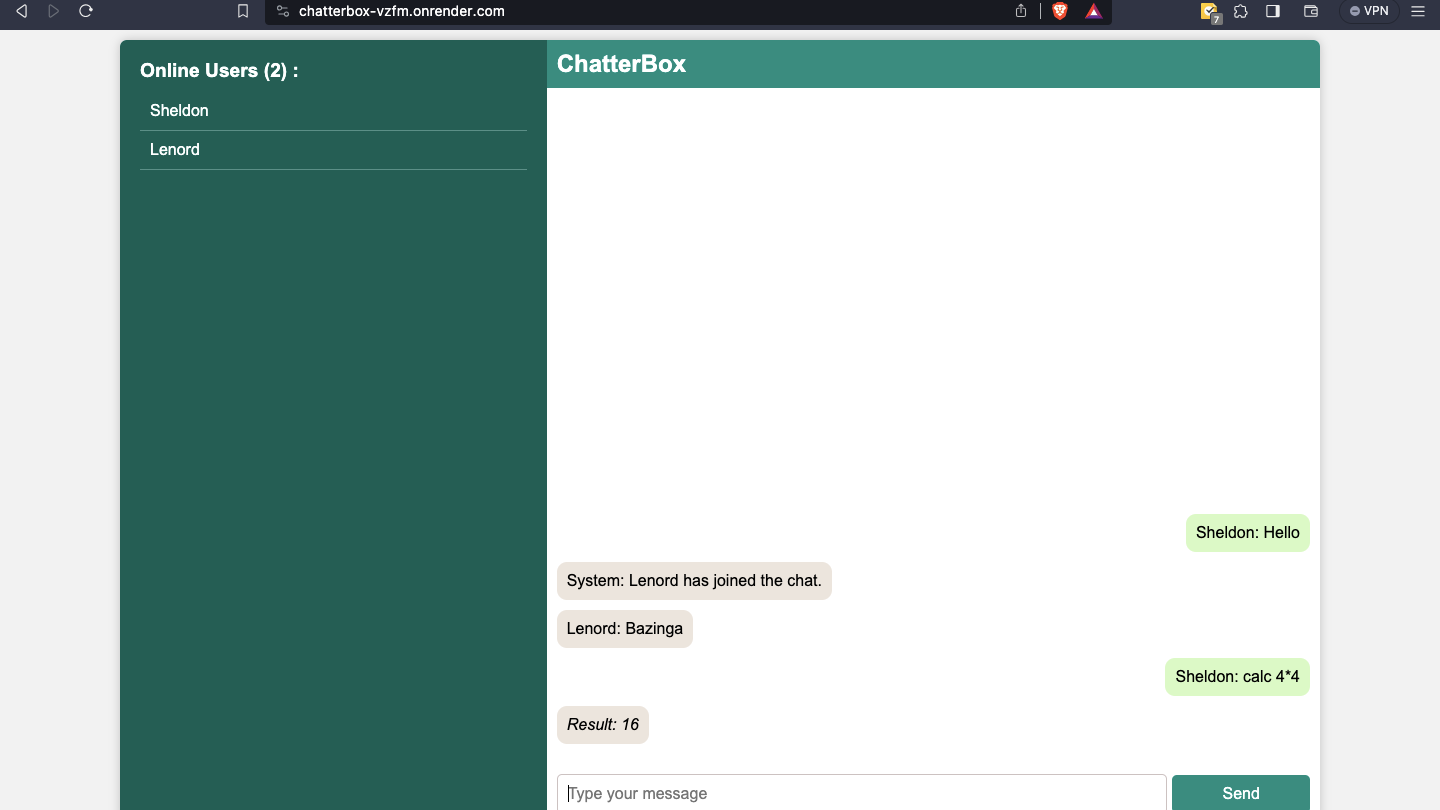 chatterbox-vzfm.onrender.com
7
VPN
Online Users (2) :
Sheldon
Lenord
ChatterBox
Sheldon: Hello
System: Lenord has joined the chat.
Lenord: Bazinga
Sheldon: calc 4*4
Result: 16
Type your message
Send